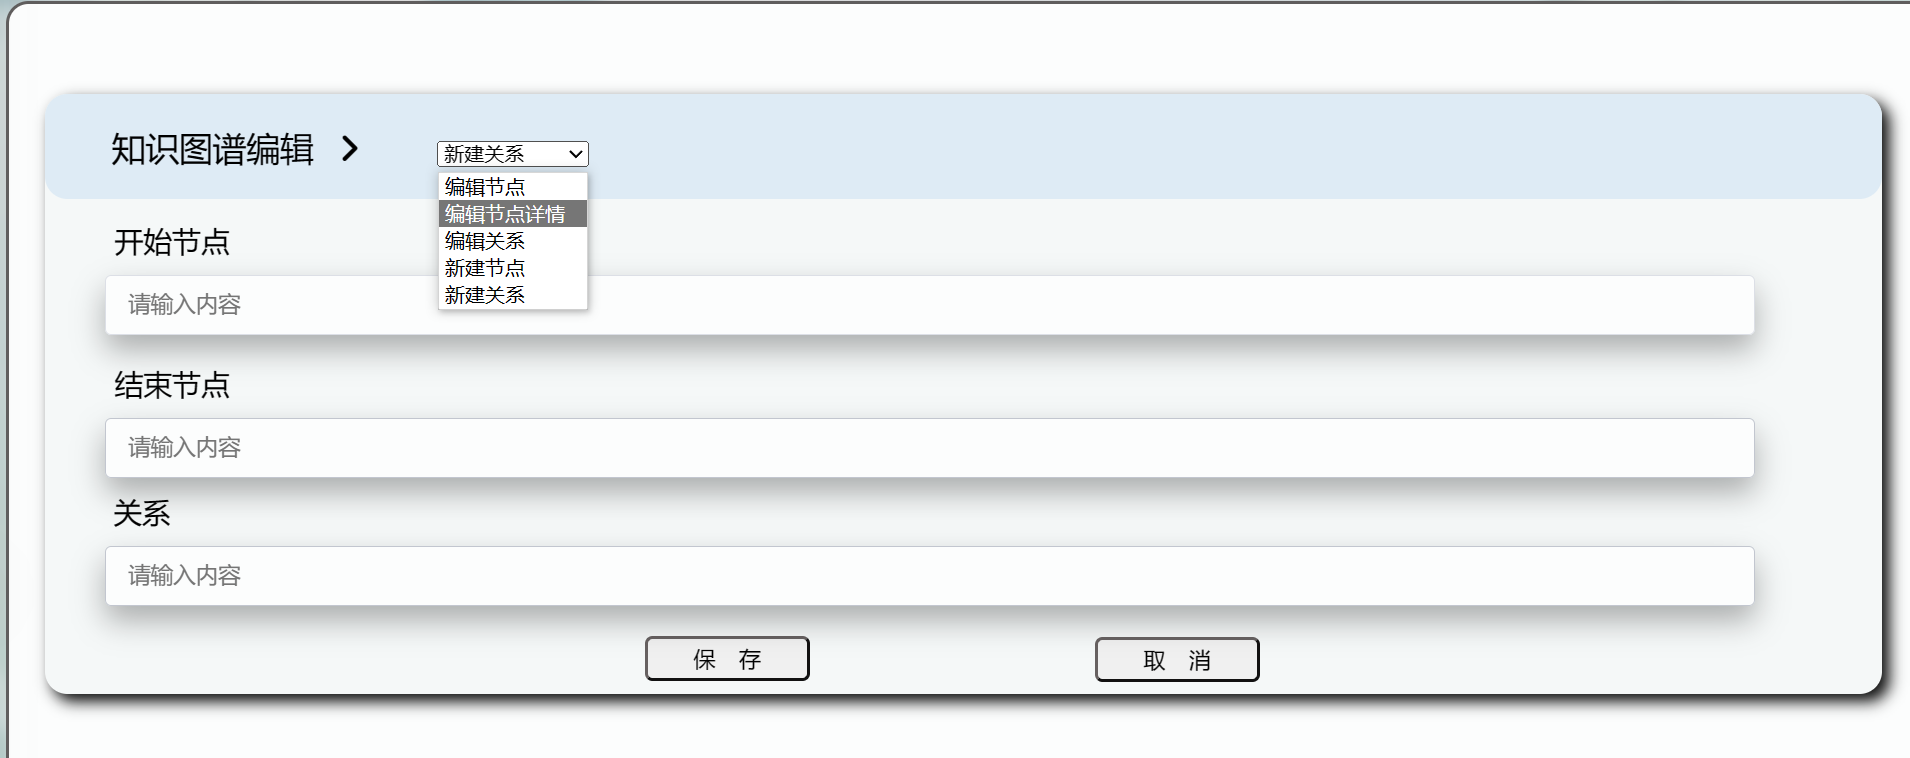 知识图谱编辑
新建关系
编辑节点
编辑节点详情
编辑关系
新建节点
新建关系
开始节点
请输入内容
结束节点
请输入内容
关系
请输入内容
保 存
取 消